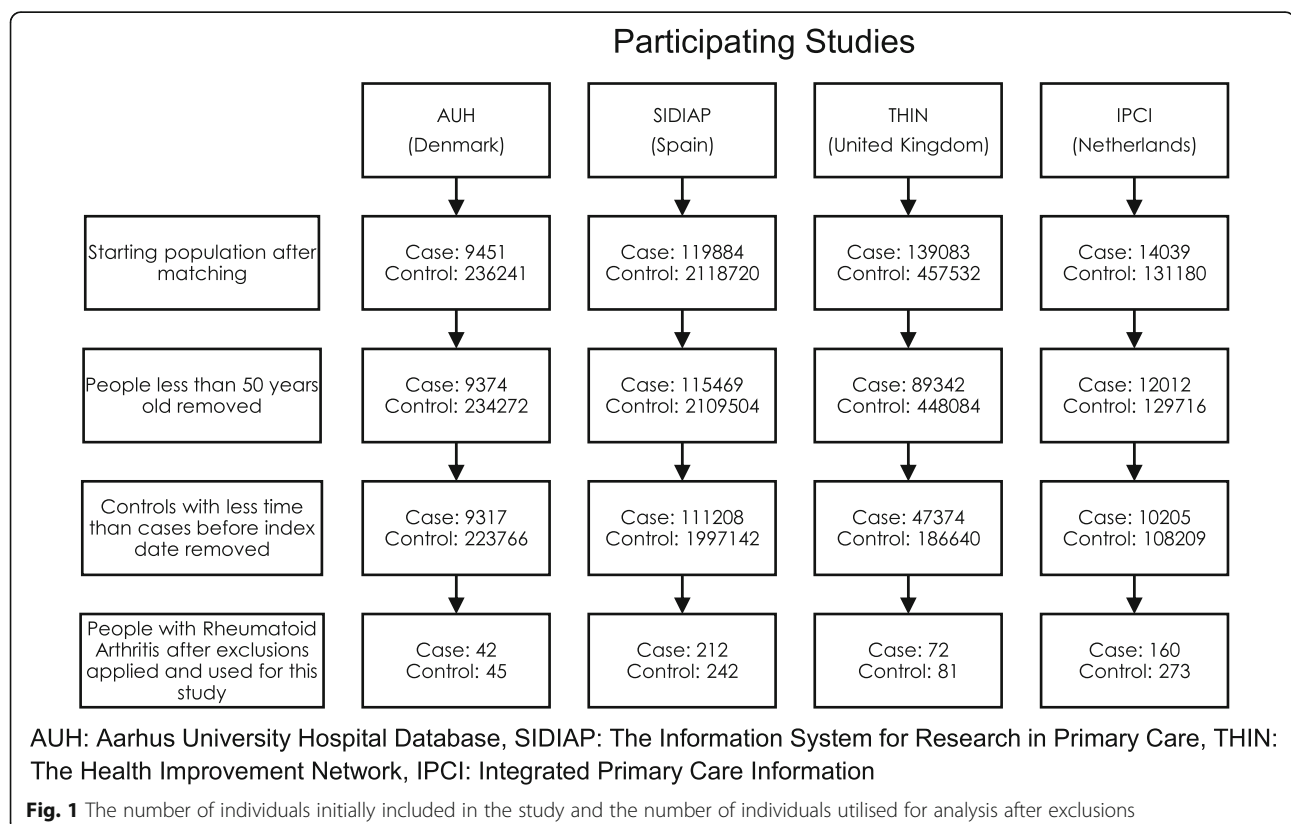 Participating Studies
AUH
(Denmark)
SIDIAP
(Spain)
THIN
(United Kingdom)
IPCI
(Netherlands)
Starting population after
matching
Case: 9451
Control: 236241
Case: 119884
Control: 2118720
Case: 139083
Control: 457532
Case: 14039
Control: 131180
People less than 50 years
old removed
Case: 9374
Control: 234272
Case: 115469
Control: 2109504
Case: 89342
Control: 448084
Case: 12012
Control: 129716
Controls with less time
than cases before index
date removed
Case: 9317
Control: 223766
Case: 111208
Control: 1997142
Case: 47374
Control: 186640
Case: 10205
Control: 108209
People with Rheumatoid
Arthritis after exclusions
applied and used for this
study
Case: 42
Control: 45
Case: 212
Control: 242
Case: 72
Control: 81
Case: 160
Control: 273
AUH: Aarhus University Hospital Database, SIDIAP: The Information System for Research in Primary Care, THIN:
The Health Improvement Network, IPCI: Integrated Primary Care Information
Fig. 1 The number of individuals initially included in the study and the number of individuals utilised for analysis after exclusions